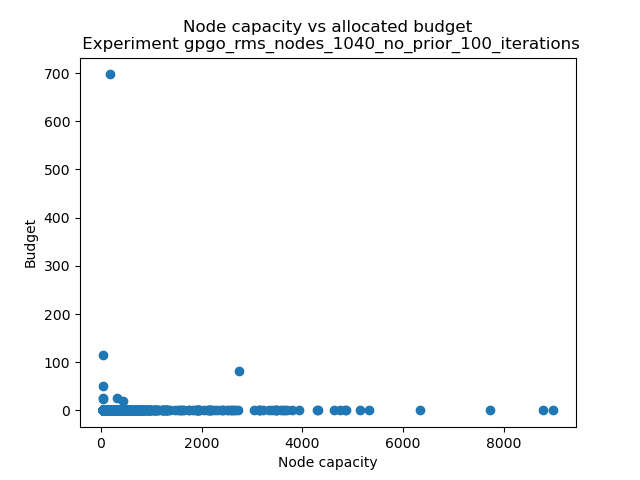 Node capacity vs allocated budget
Experiment gpgo_rms_nodes_1040_no_prior_100_iterations
700
600
500
400
300
200
100
0
Budget
0 2000 4000 6000 8000
Node capacity